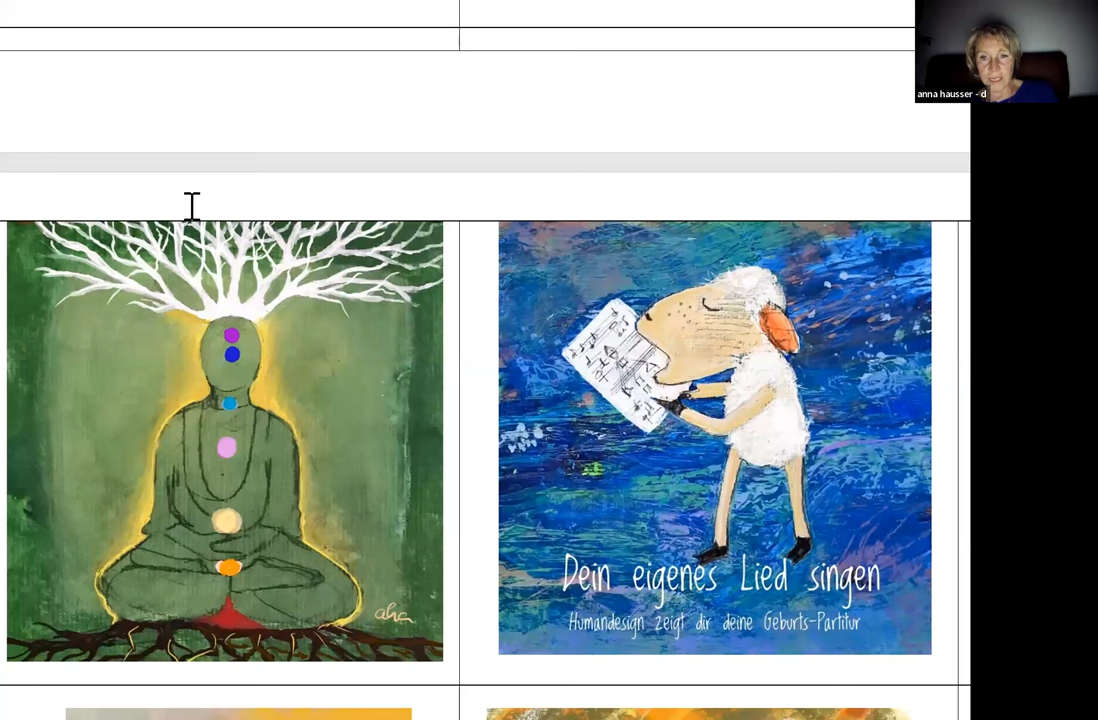 anna hausser - d
aha
Dein eigenes Lied singen
Humandesign zeigt dir deine Geburts-Partitur